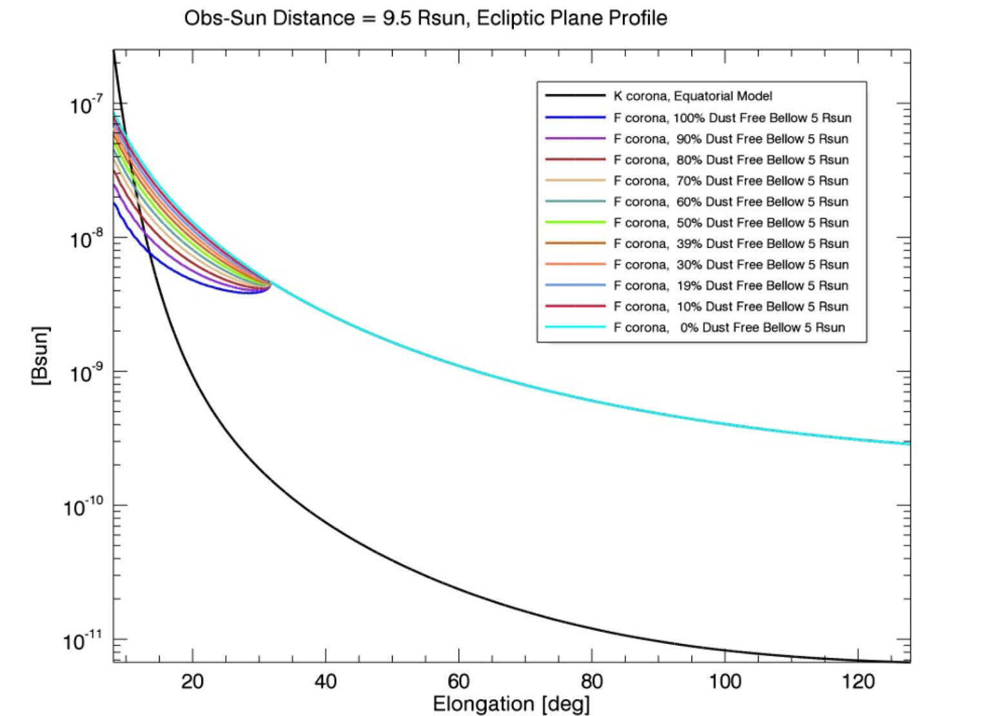 Obs-Sun Distance = 9.5 Rsun, Ecliptic Plane Profile
K corona, Equatorial Model
F corona, 100% Dust Free Bellow 5 Rsun
F corona, 90% Dust Free Bellow 5 Rsun
F corona, 80% Dust Free Bellow 5 Rsun
F corona, 70% Dust Free Bellow 5 Rsun
F corona, 60% Dust Free Bellow 5 Rsun
F corona, 50% Dust Free Bellow 5 Rsun
F corona, 39% Dust Free Bellow 5 Rsun
F corona, 30% Dust Free Bellow 5 Rsun
F corona, 19% Dust Free Bellow 5 Rsun
F corona, 10% Dust Free Bellow 5 Rsun
F corona, 0% Dust Free Bellow 5 Rsun
[Bsun]
10⁻⁷
10⁻⁸
10⁻⁹
10⁻¹⁰
10⁻¹¹
20 40 60 80 100 120
Elongation [deg]